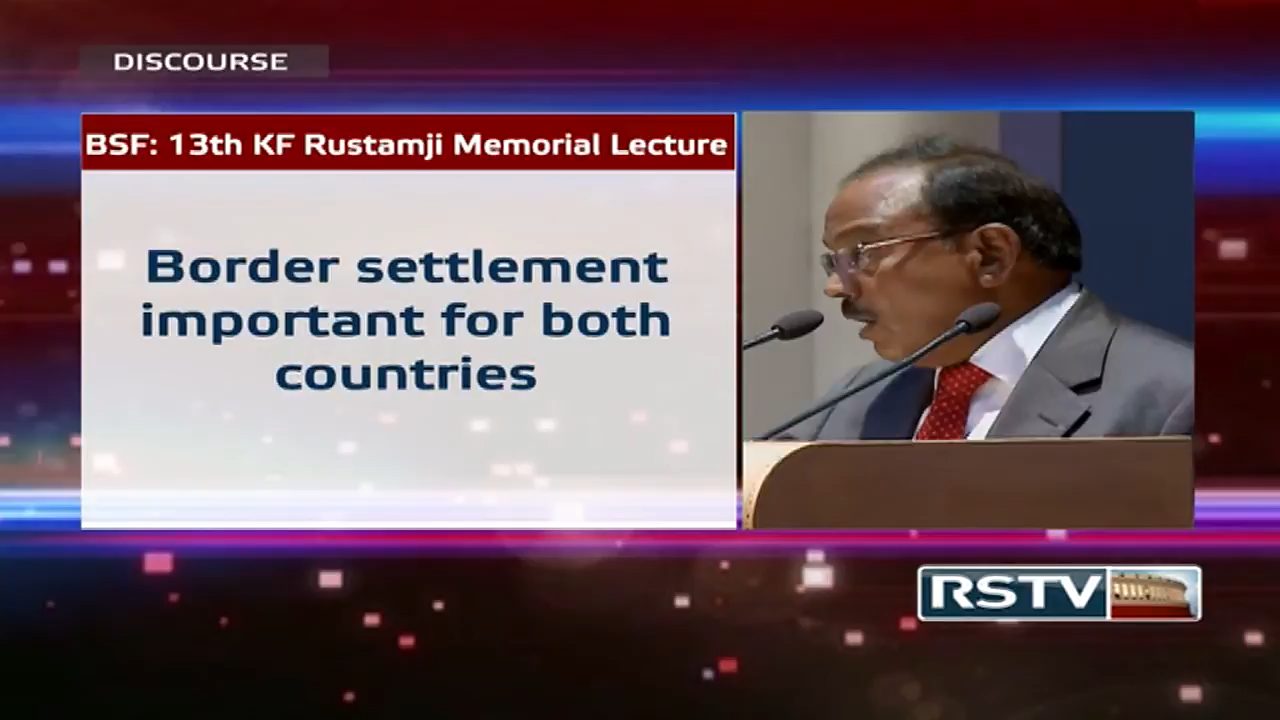 DISCOURSE
BSF: 13th KF Rustamji Memorial Lecture
Border settlement
important for both
countries
RSTV